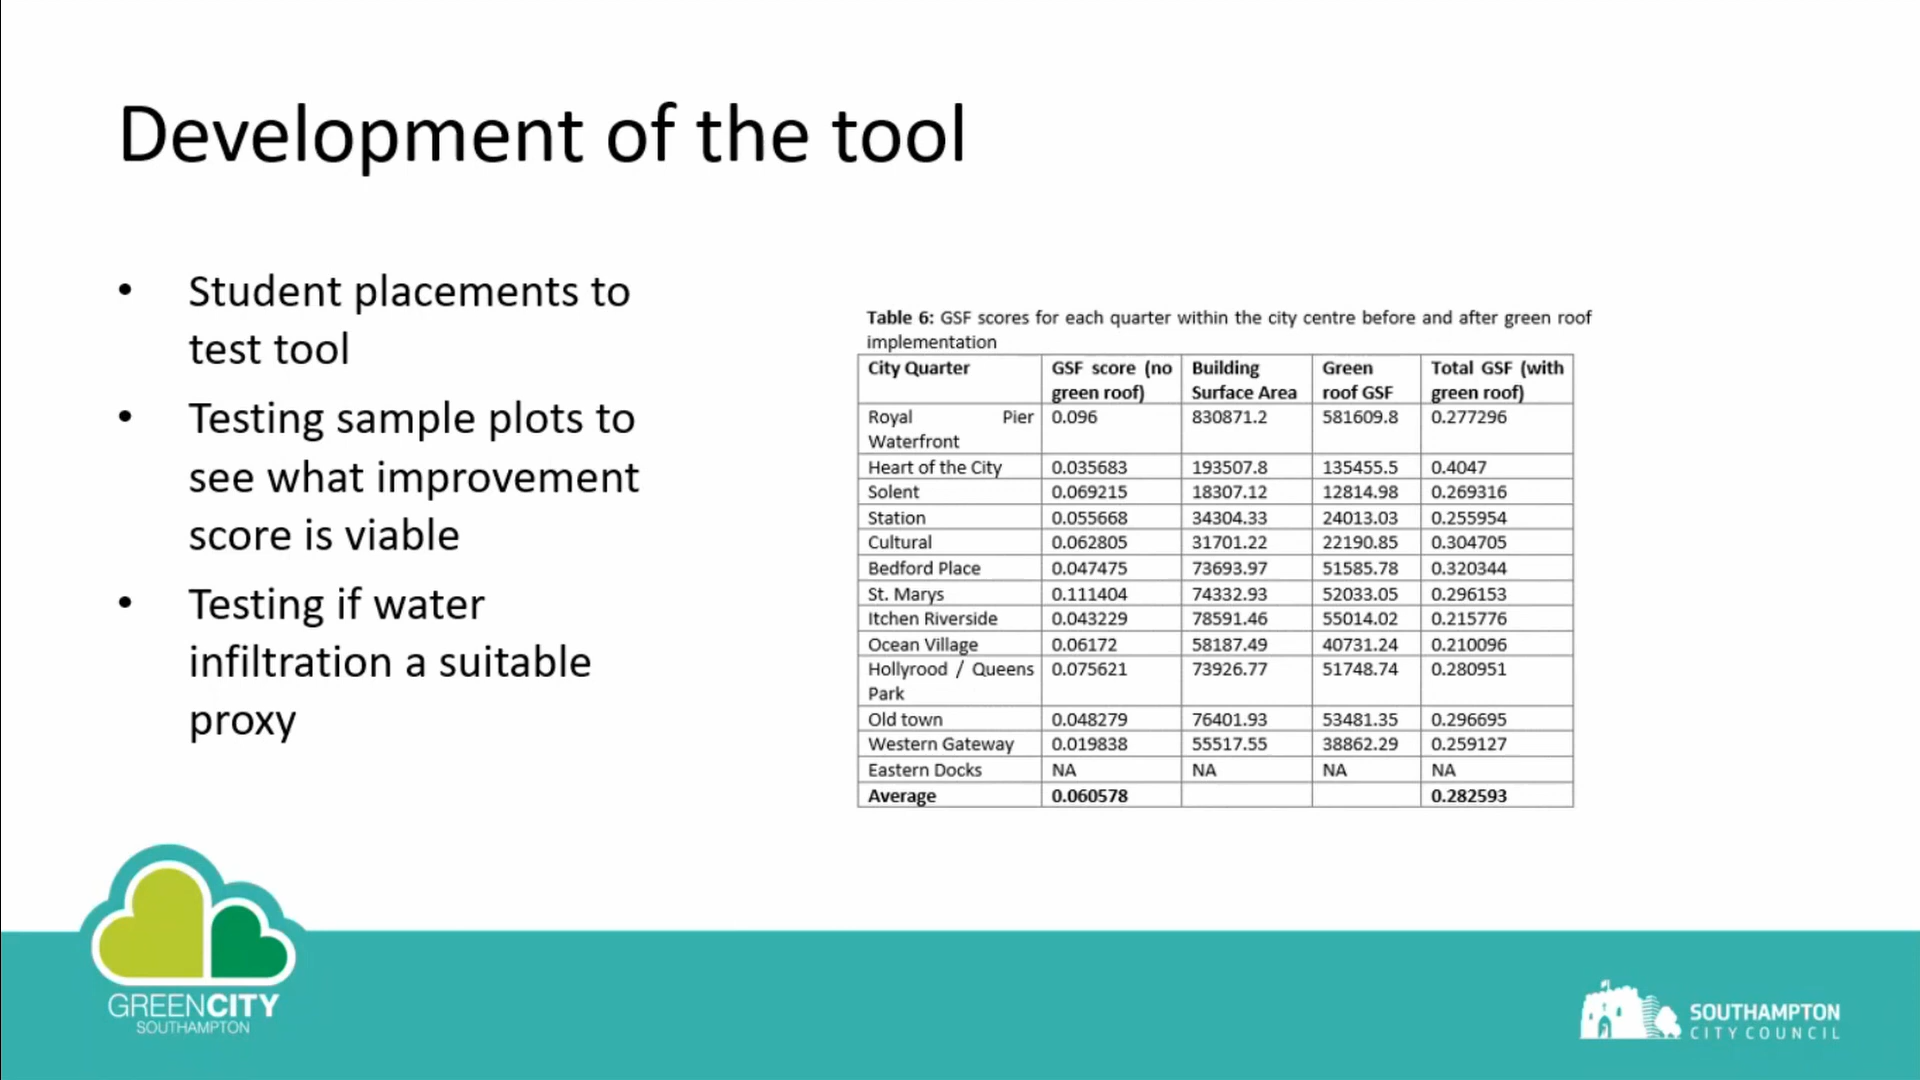 Development of the tool
• Student placements to
test tool
• Testing sample plots to
see what improvement
score is viable
• Testing if water
infiltration a suitable
proxy
Table 6: GSF scores for each quarter within the city centre before and after green roof
implementation
City Quarter GSF score (no green roof) Building Surface Area Green roof GSF Total GSF (with green roof)
Royal Pier Waterfront 0.096 830871.2 581609.8 0.277296
Heart of the City 0.035683 193507.8 135455.5 0.4047
Solent 0.069215 18307.12 12814.98 0.269316
Station 0.055668 34304.33 24013.03 0.255954
Cultural 0.062805 31701.22 22190.85 0.304705
Bedford Place 0.047475 73693.97 51585.78 0.320344
St. Marys 0.111404 74332.93 52033.05 0.296153
Itchen Riverside 0.043229 78591.46 55014.02 0.215776
Ocean Village 0.06172 58187.49 40731.24 0.210096
Hollyrood / Queens Park 0.075621 73926.77 51748.74 0.280951
Old town 0.048279 76401.93 53481.35 0.296695
Western Gateway 0.019838 55517.55 38862.29 0.259127
Eastern Docks NA NA NA NA
Average 0.060578 0.282593
GREENCITY
SOUTHAMPTON
SOUTHAMPTON
CITY COUNCIL